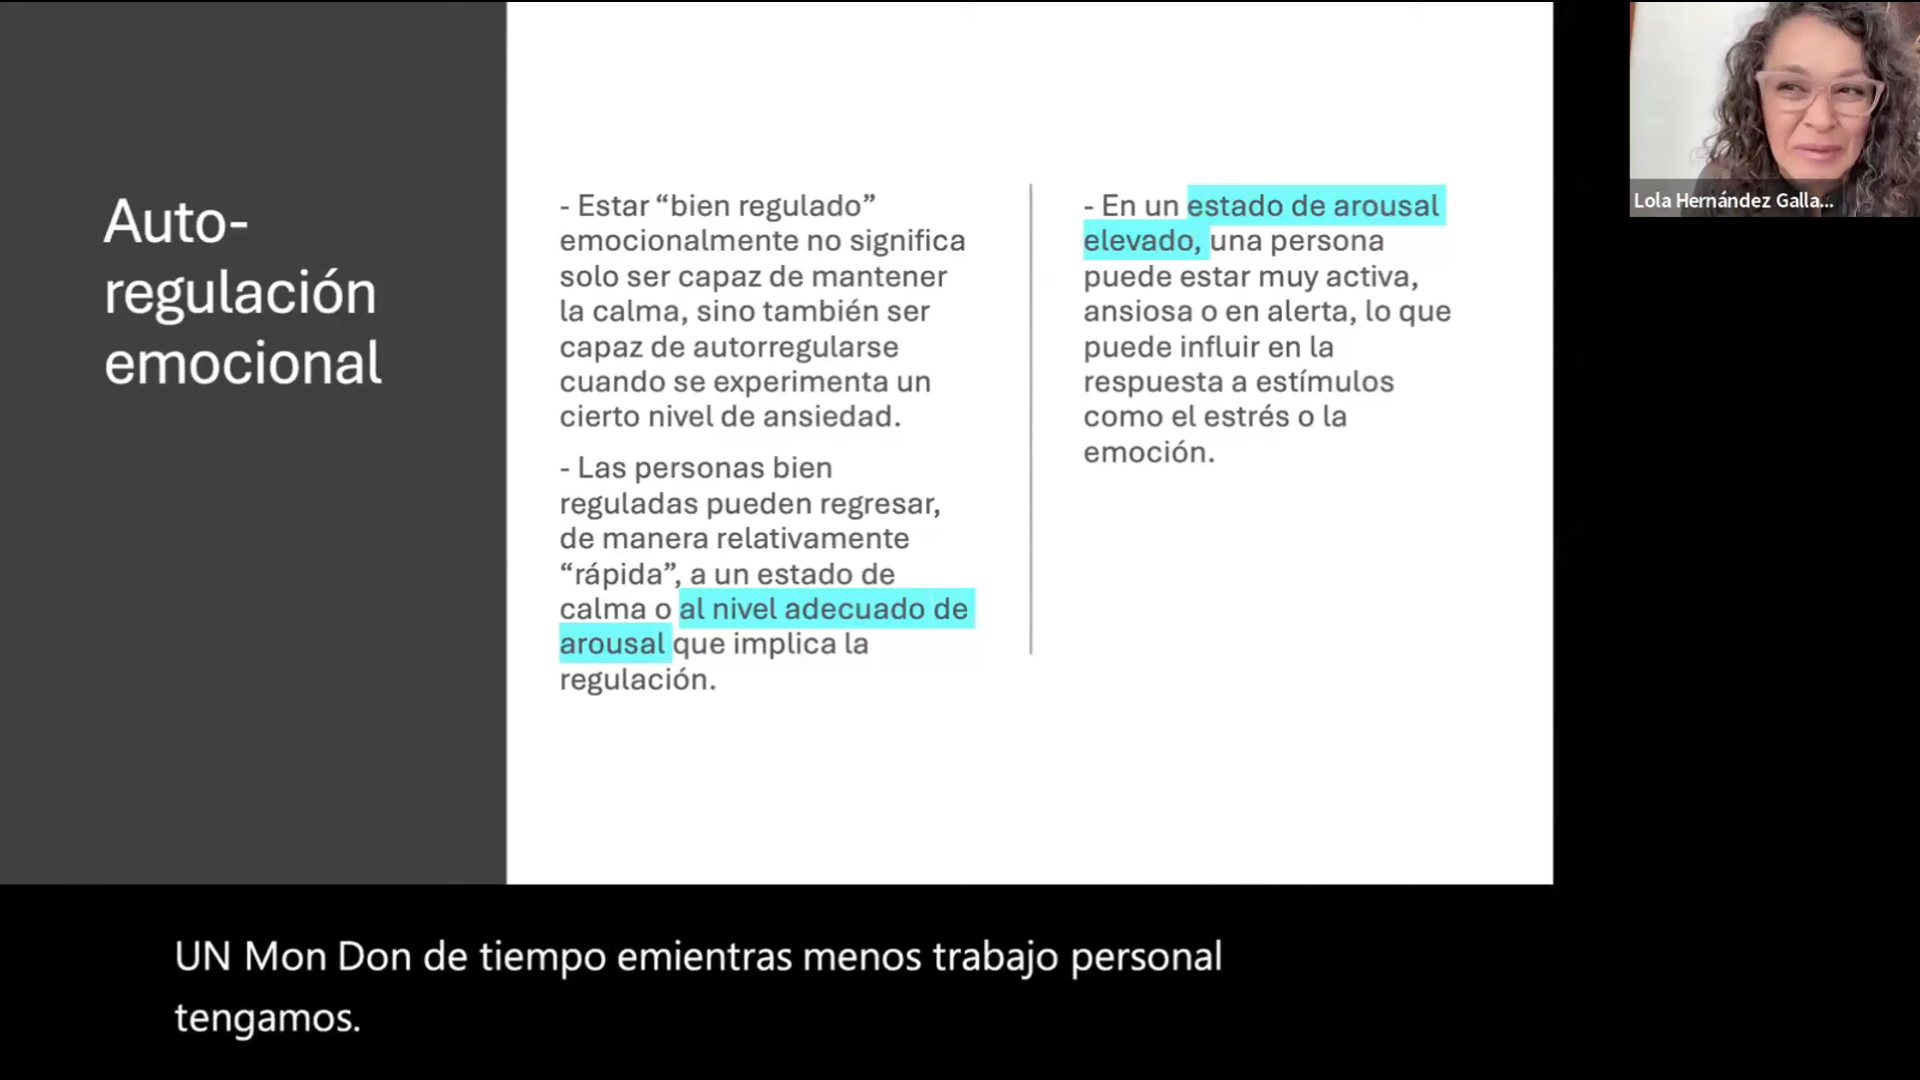 Auto-
regulación
emocional
- Estar “bien regulado”
emocionalmente no significa
solo ser capaz de mantener
la calma, sino también ser
capaz de autorregularse
cuando se experimenta un
cierto nivel de ansiedad.
- Las personas bien
reguladas pueden regresar,
de manera relativamente
“rápida”, a un estado de
calma o al nivel adecuado de
arousal que implica la
regulación.
- En un estado de arousal
elevado, una persona
puede estar muy activa,
ansiosa o en alerta, lo que
puede influir en la
respuesta a estímulos
como el estrés o la
emoción.
Lola Hernández Galla...
UN Mon Don de tiempo emientras menos trabajo personal
tengamos.